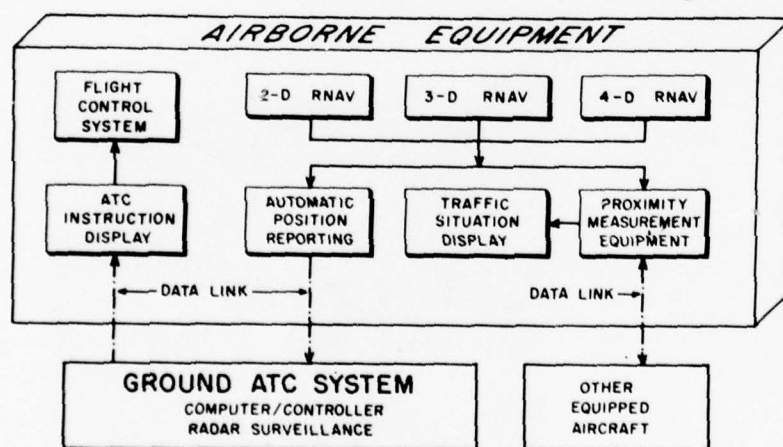 AIRBORNE EQUIPMENT
FLIGHT
CONTROL
SYSTEM
2-D RNAV
3-D RNAV
4-D RNAV
ATC
INSTRUCTION
DISPLAY
AUTOMATIC
POSITION
REPORTING
TRAFFIC
SITUATION
DISPLAY
PROXIMITY
MEASUREMENT
EQUIPMENT
DATA LINK
DATA LINK
GROUND ATC SYSTEM
COMPUTER/CONTROLLER
RADAR SURVEILLANCE
OTHER
EQUIPPED
AIRCRAFT